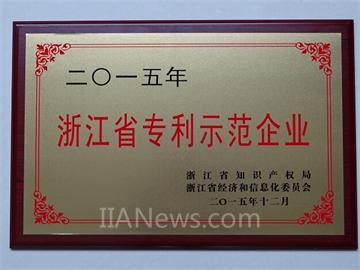 二〇一五年
浙江省专利示范企业
浙江省知识产权局
浙江省经济和信息化委员会
二〇一五年十二月
IIANews.com